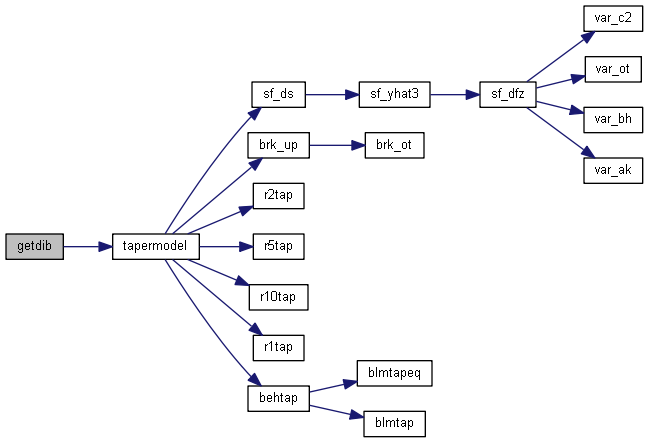 var_c2
var_ot
sf_ds
sf_yhat3
sf_dfz
var_bh
brk_up
brk_ot
var_ak
r2tap
getdib
tapermodel
r5tap
r10tap
r1tap
blmtapeq
behtap
blmtap